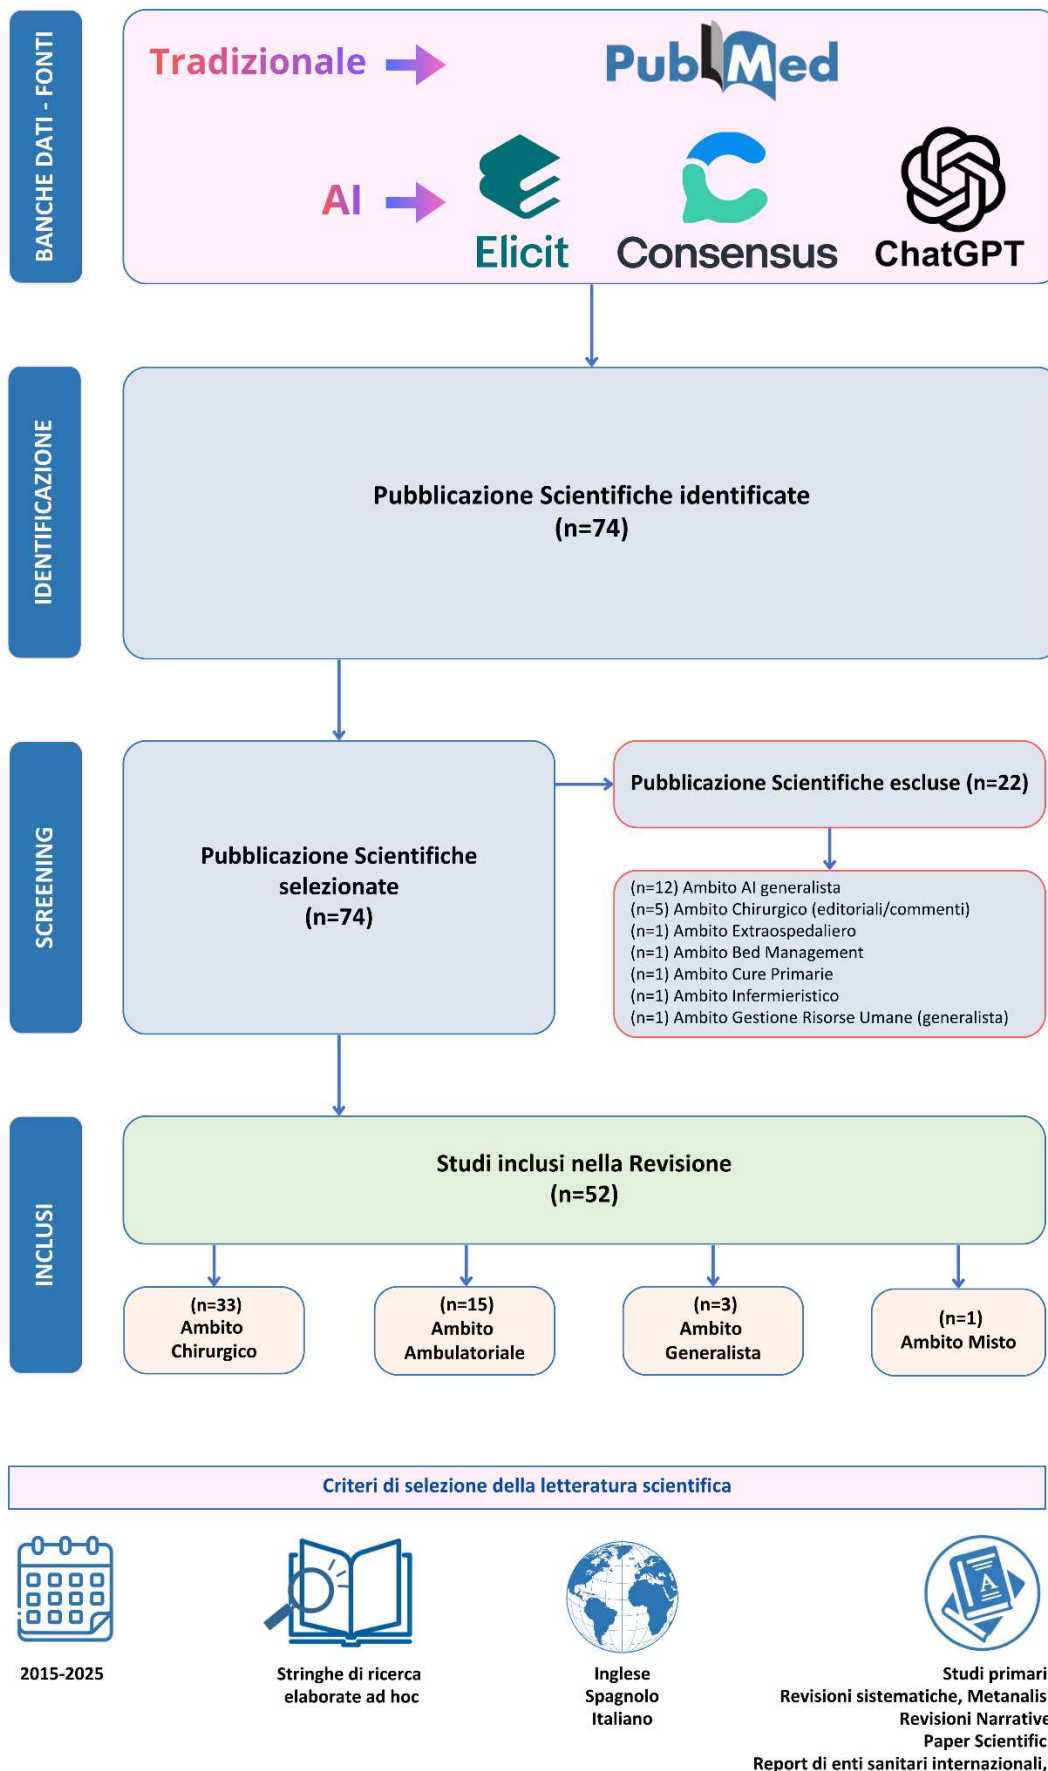 BANCHE DATI - FONTI
Tradizionale
PubMed
AI
Elicit
Consensus
ChatGPT
IDENTIFICAZIONE
Pubblicazione Scientifiche identificate
(n=74)
SCREENING
Pubblicazione Scientifiche
selezionate
(n=74)
Pubblicazione Scientifiche escluse (n=22)
(n=12) Ambito AI generalista
(n=5) Ambito Chirurgico (editoriali/commenti)
(n=1) Ambito Extraospedaliero
(n=1) Ambito Bed Management
(n=1) Ambito Cure Primarie
(n=1) Ambito Infermieristico
(n=1) Ambito Gestione Risorse Umane (generalista)
INCLUSI
Studi inclusi nella Revisione
(n=52)
(n=33)
Ambito
Chirurgico
(n=15)
Ambito
Ambulatoriale
(n=3)
Ambito
Generalista
(n=1)
Ambito Misto
Criteri di selezione della letteratura scientifica
2015-2025
Stringhe di ricerca
elaborate ad hoc
Inglese
Spagnolo
Italiano
A
Studi primari
Revisioni sistematiche, Metanalis
Revisioni Narrative
Paper Scientific
Report di enti sanitari internazionali,